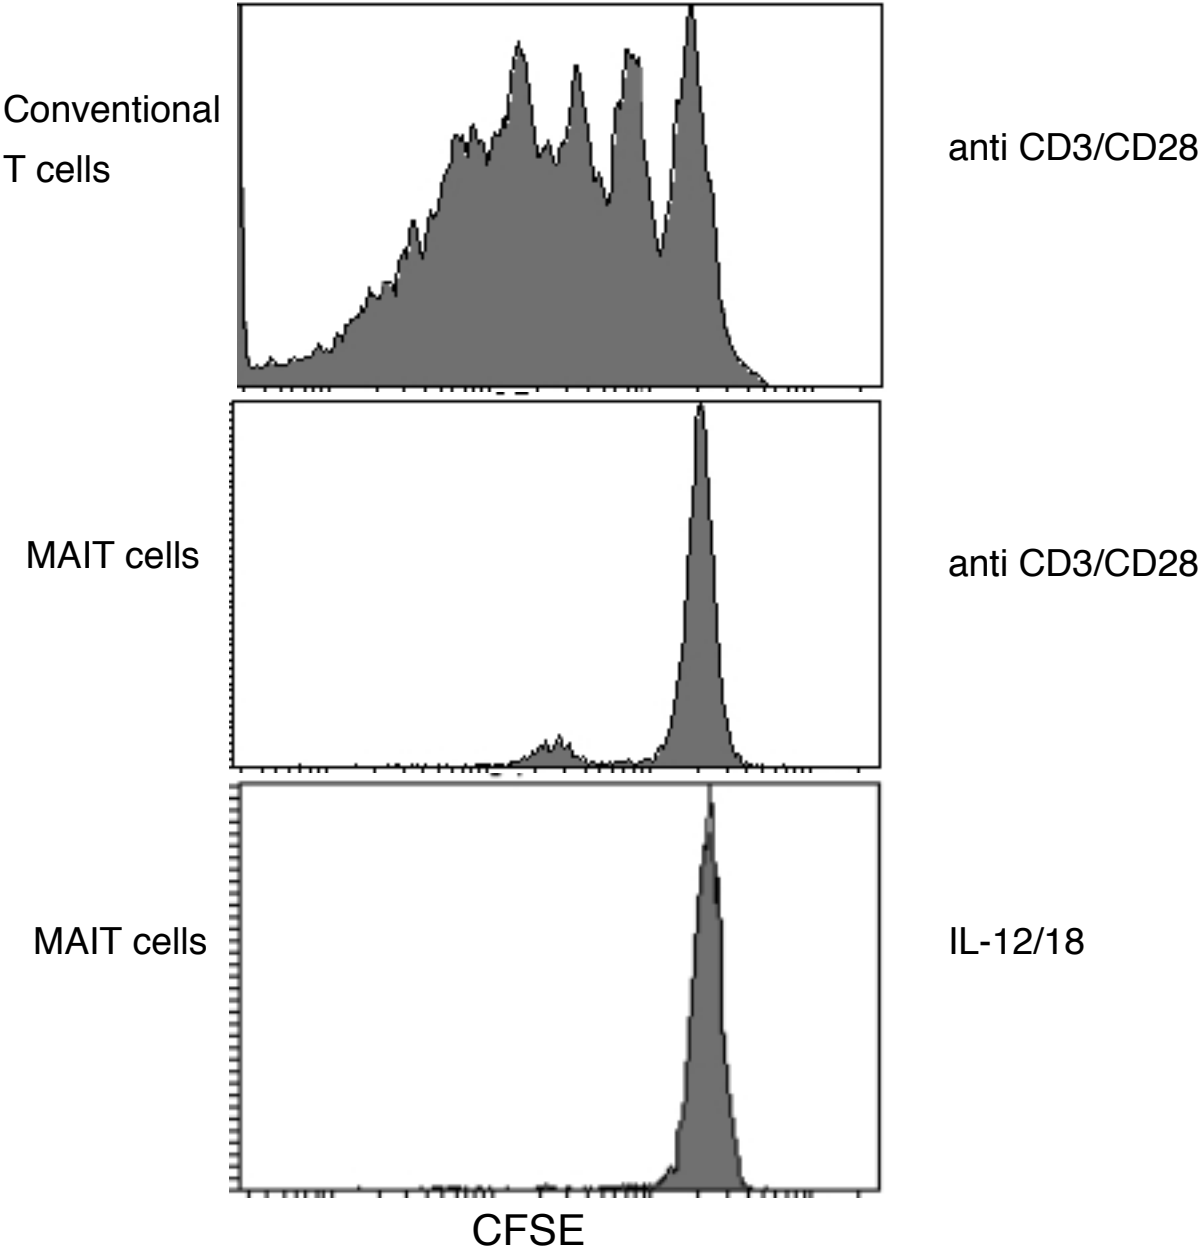 Conventional
T cells
anti CD3/CD28
MAIT cells
anti CD3/CD28
MAIT cells
IL-12/18
CFSE